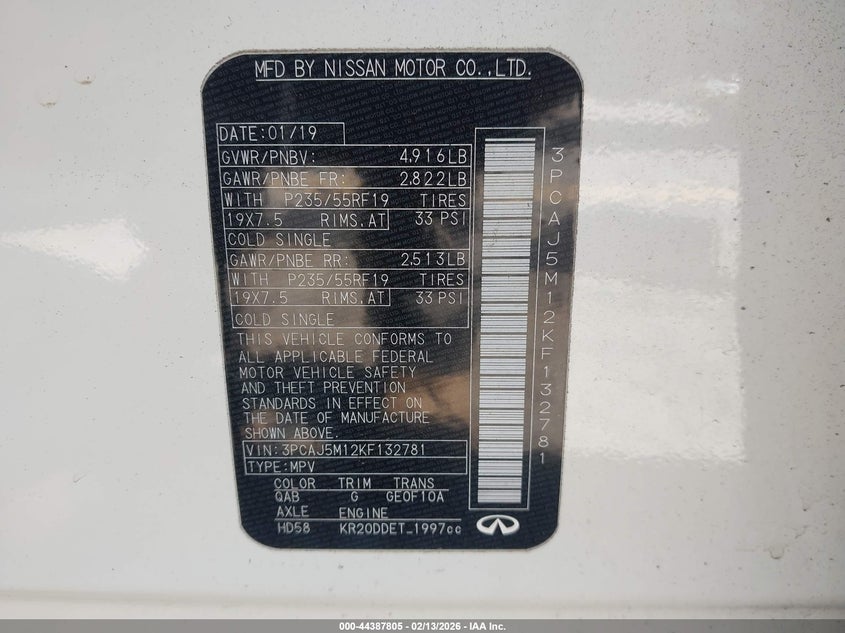 MFD BY NISSAN MOTOR CO.,LTD.
DATE:01/19
GVWR/PNBV: 4,916LB
GAWR/PNBE FR: 2,822LB
WITH P235/55RF19 TIRES
19X7.5 RIMS,AT 33 PSI
COLD SINGLE
GAWR/PNBE RR: 2,513LB
WITH P235/55RF19 TIRES
19X7.5 RIMS,AT 33 PSI
COLD SINGLE
THIS VEHICLE CONFORMS TO
ALL APPLICABLE FEDERAL
MOTOR VEHICLE SAFETY
AND THEFT PREVENTION
STANDARDS IN EFFECT ON
THE DATE OF MANUFACTURE
SHOWN ABOVE.
VIN:3PCAJ5M12KF132781
TYPE:MPV
COLOR TRIM TRANS
QAB G GE0F10A
AXLE ENGINE
HD58 KR20DDET_1997cc
3PCAJ5M12KF132781
000-44387805 - 02/13/2026 - IAA Inc.